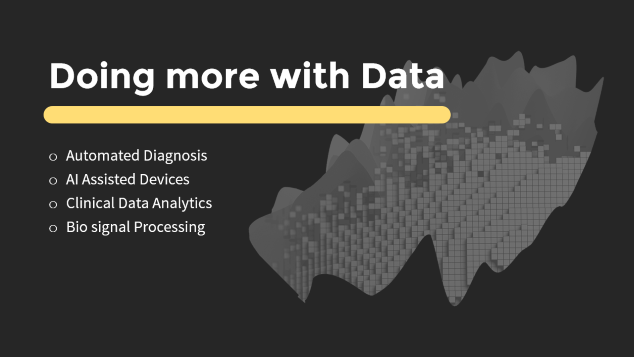 Doing more with Data
Automated Diagnosis
AI Assisted Devices
Clinical Data Analytics
Bio signal Processing